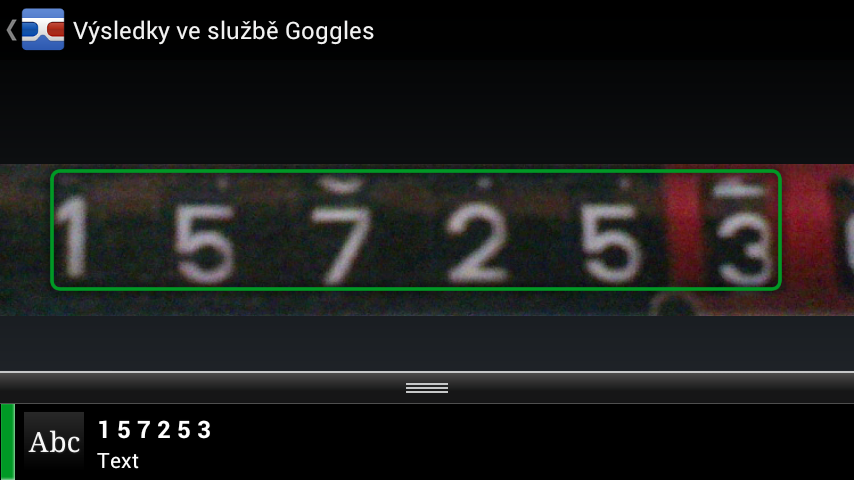 Výsledky ve službě Goggles
1 5 7 2 5 3
Abc
1 5 7 2 5 3
Text